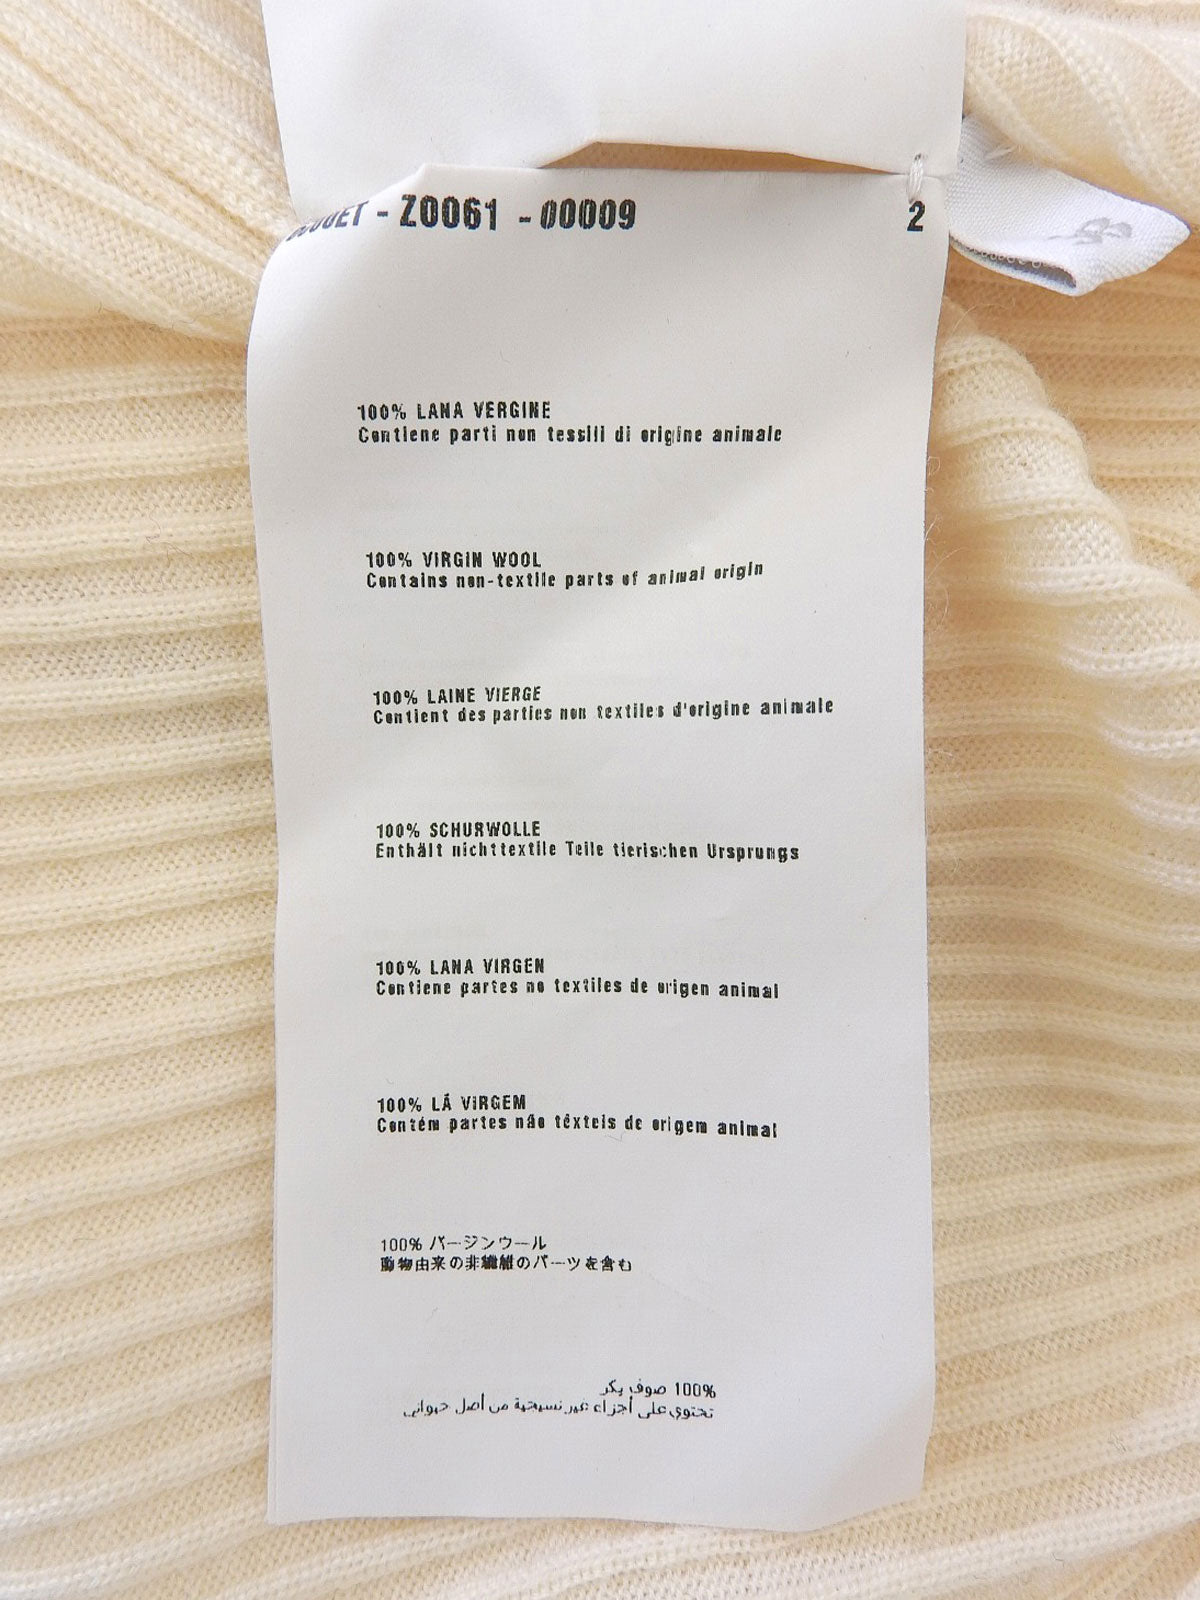 - Z0061 - 00009 2
100% LANA VERGINE
Contiene parti non tessili di origine animale
100% VIRGIN WOOL
Contains non-textile parts of animal origin
100% LAINE VIERGE
Contient des parties non textiles d'origine animale
100% SCHURWOLLE
Enthält nichttextile Teile tierischen Ursprungs
100% LANA VIRGEN
Contiene partes no textiles de origen animal
100% LÃ VIRGEM
Contém partes não têxteis de origem animal
100% バージンウール
動物由来の非繊維のパーツを含む
100% صوف بكر
تحتوي على أجزاء غير نسيجية من أصل حيواني